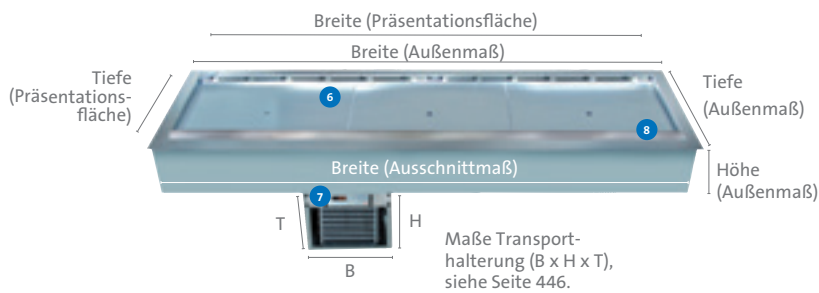 Breite (Präsentationsfläche)
Breite (Außenmaß)
Tiefe
(Präsentations-
fläche)
Tiefe
(Außenmaß)
6
8
Breite (Ausschnittmaß)
Höhe
(Außenmaß)
7
T
H
B
Maße Transport-
halterung (B x H x T),
siehe Seite 446.